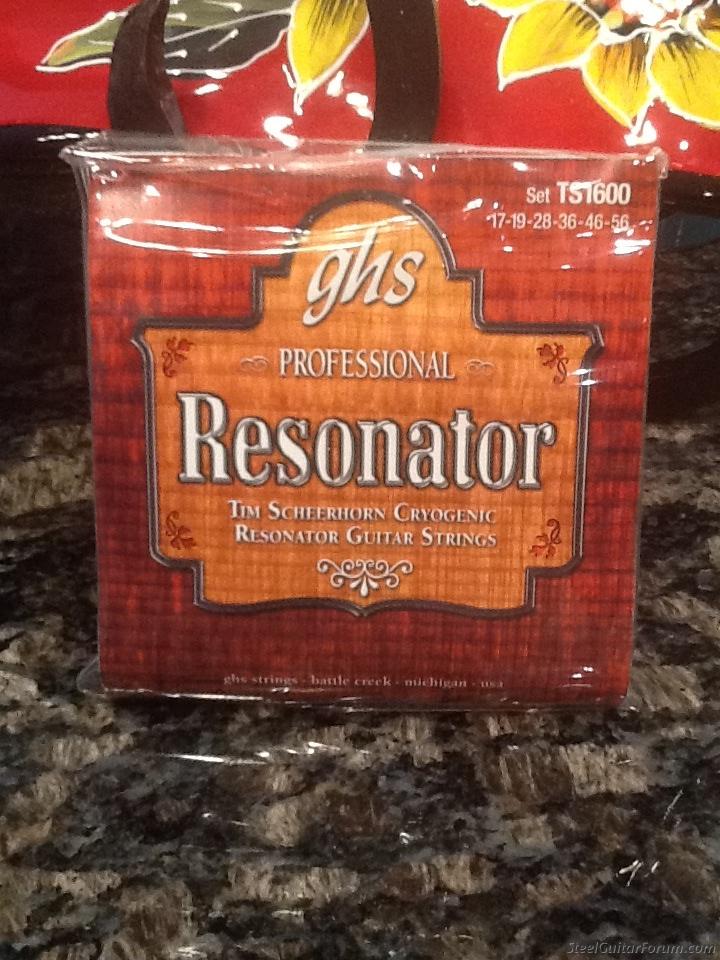 Set TS1600
17-19-28-36-46-56
ghs
PROFESSIONAL
Resonator
TIM SCHEERHORN CRYOGENIC
RESONATOR GUITAR STRINGS
ghs strings - battle creek - michigan - usa
SteelGuitarForum.com